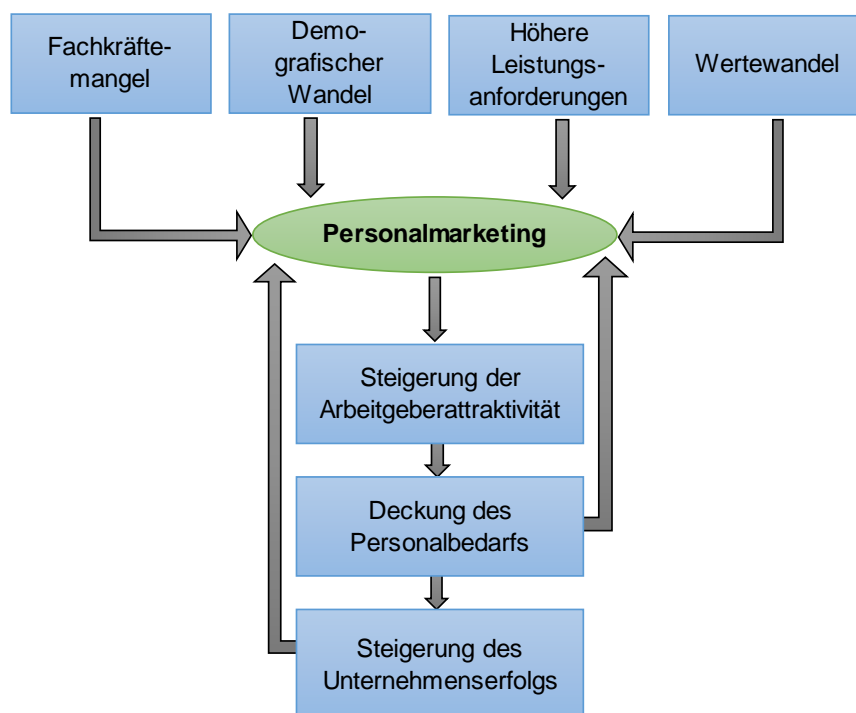 Fachkräfte-
mangel
Demo-
grafischer
Wandel
Höhere
Leistungs-
anforderungen
Wertewandel
Personalmarketing
Steigerung der
Arbeitgeberattraktivität
Deckung des
Personalbedarfs
Steigerung des
Unternehmenserfolgs